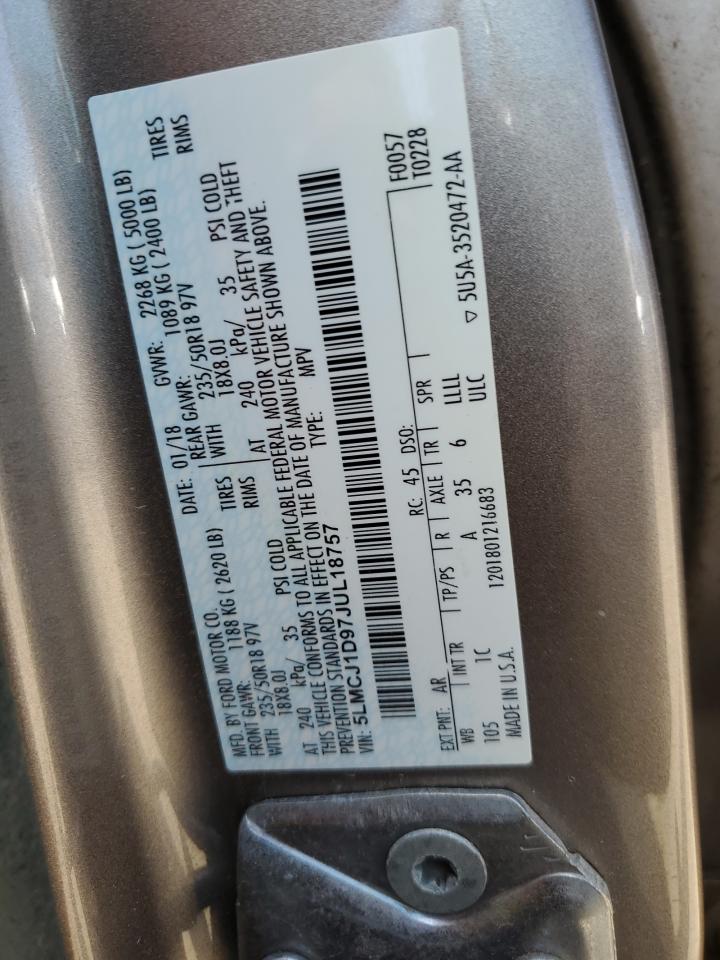 MFD. BY FORD MOTOR CO. DATE: 01/18 GVWR: 2268 KG ( 5000 LB)
FRONT GAWR: 1188 KG ( 2620 LB) REAR GAWR: 1089 KG ( 2400 LB)
WITH 235/50R18 97V TIRES WITH 235/50R18 97V TIRES
18X8.0J RIMS 18X8.0J RIMS
AT 240 kPa/ 35 PSI COLD AT 240 kPa/ 35 PSI COLD
THIS VEHICLE CONFORMS TO ALL APPLICABLE FEDERAL MOTOR VEHICLE SAFETY AND THEFT
PREVENTION STANDARDS IN EFFECT ON THE DATE OF MANUFACTURE SHOWN ABOVE.
VIN: 5LMCJ1D97JUL18757 TYPE: MPV
F0057
EXT PNT: AR RC: 45 DSO: T0228
WB INT TR TP/PS R AXLE TR SPR
105 1C A 35 6 LLLL ▽ 5U5A-3520472-AA
ULC
MADE IN U.S.A. 1201801216683